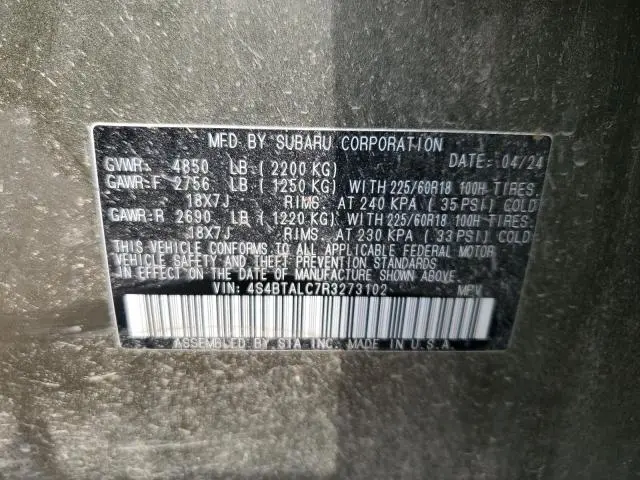 MFD. BY SUBARU CORPORATION
GVWR: 4850 LB ( 2200 KG) DATE: 04/24
GAWR:F 2756 LB ( 1250 KG) WITH 225/60R18 100H TIRES,
18X7J RIMS, AT 240 KPA ( 35 PSI) COLD
GAWR:R 2690 LB ( 1220 KG) WITH 225/60R18 100H TIRES,
18X7J RIMS, AT 230 KPA ( 33 PSI) COLD
THIS VEHICLE CONFORMS TO ALL APPLICABLE FEDERAL MOTOR
VEHICLE SAFETY, BUMPER, AND THEFT PREVENTION STANDARDS
IN EFFECT ON THE DATE OF MANUFACTURE SHOWN ABOVE.
VIN: 4S4BTALC7R3273102 MPV
ASSEMBLED BY SIA INC. MADE IN U.S.A.